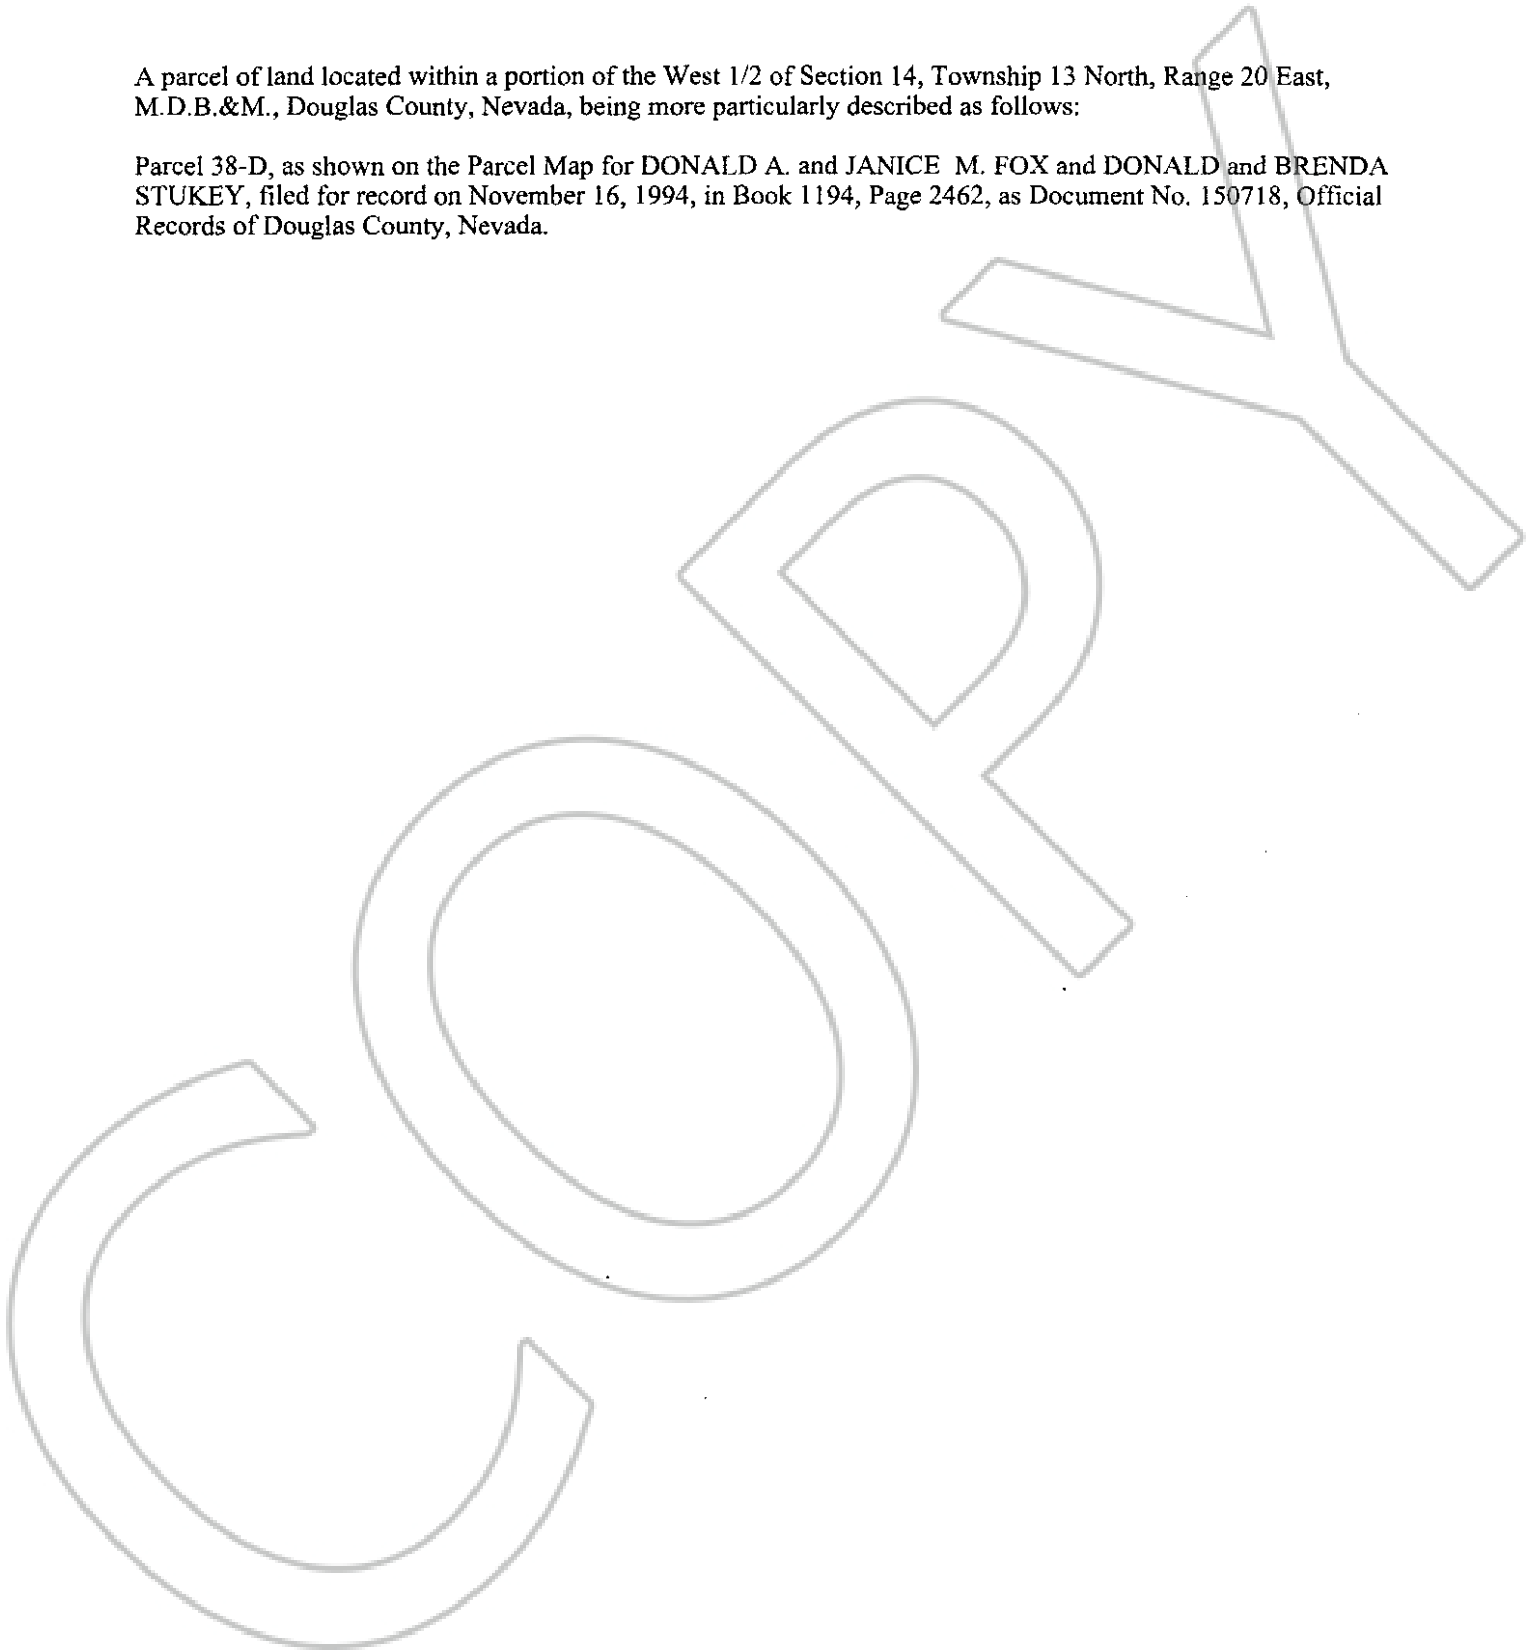 A parcel of land located within a portion of the West 1/2 of Section 14, Township 13 North, Range 20 East,
M.D.B.&M., Douglas County, Nevada, being more particularly described as follows:
Parcel 38-D, as shown on the Parcel Map for DONALD A. and JANICE M. FOX and DONALD and BRENDA
STUKEY, filed for record on November 16, 1994, in Book 1194, Page 2462, as Document No. 150718, Official
Records of Douglas County, Nevada.
COPY